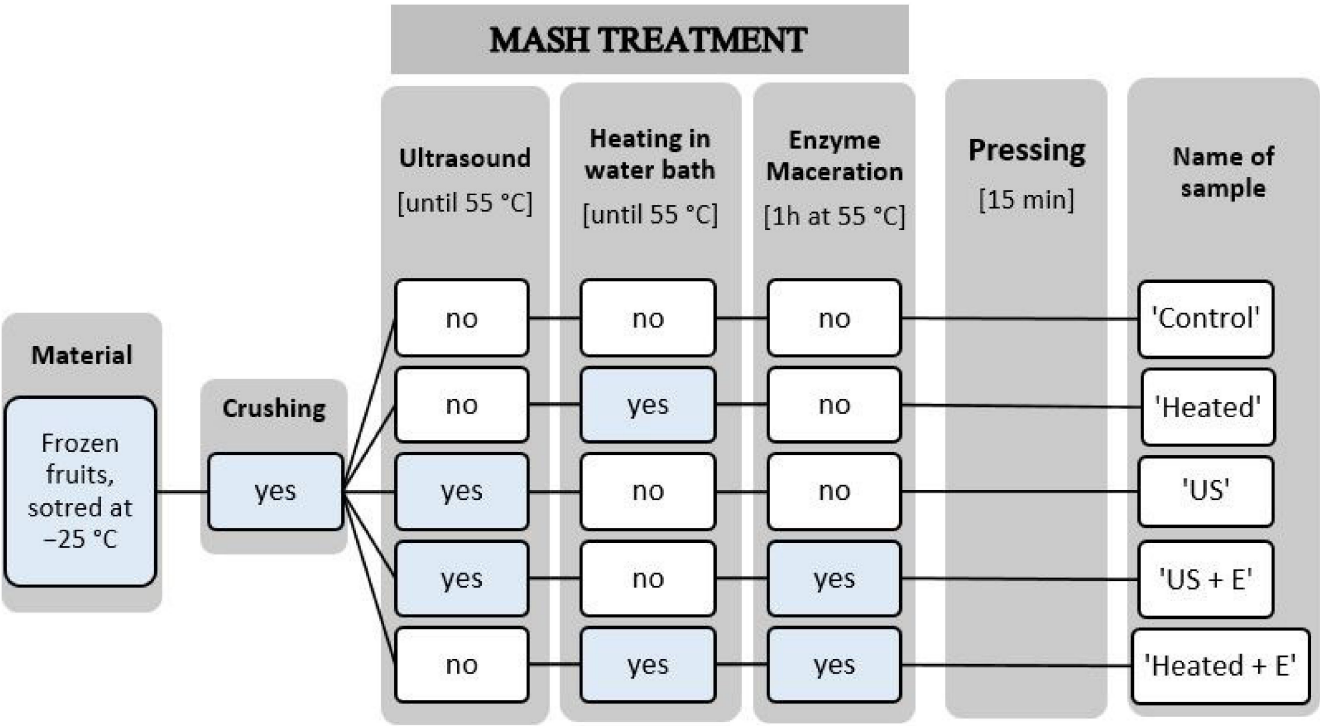 MASH TREATMENT
Ultrasound
[until 55 °C]
Heating in
water bath
[until 55 °C]
Enzyme
Maceration
[1h at 55 °C]
Pressing
[15 min]
Name of
sample
Material
Frozen
fruits,
sotred at
−25 °C
Crushing
yes
no
no
no
'Control'
no
yes
no
'Heated'
yes
no
no
'US'
yes
no
yes
'US + E'
no
yes
yes
'Heated + E'